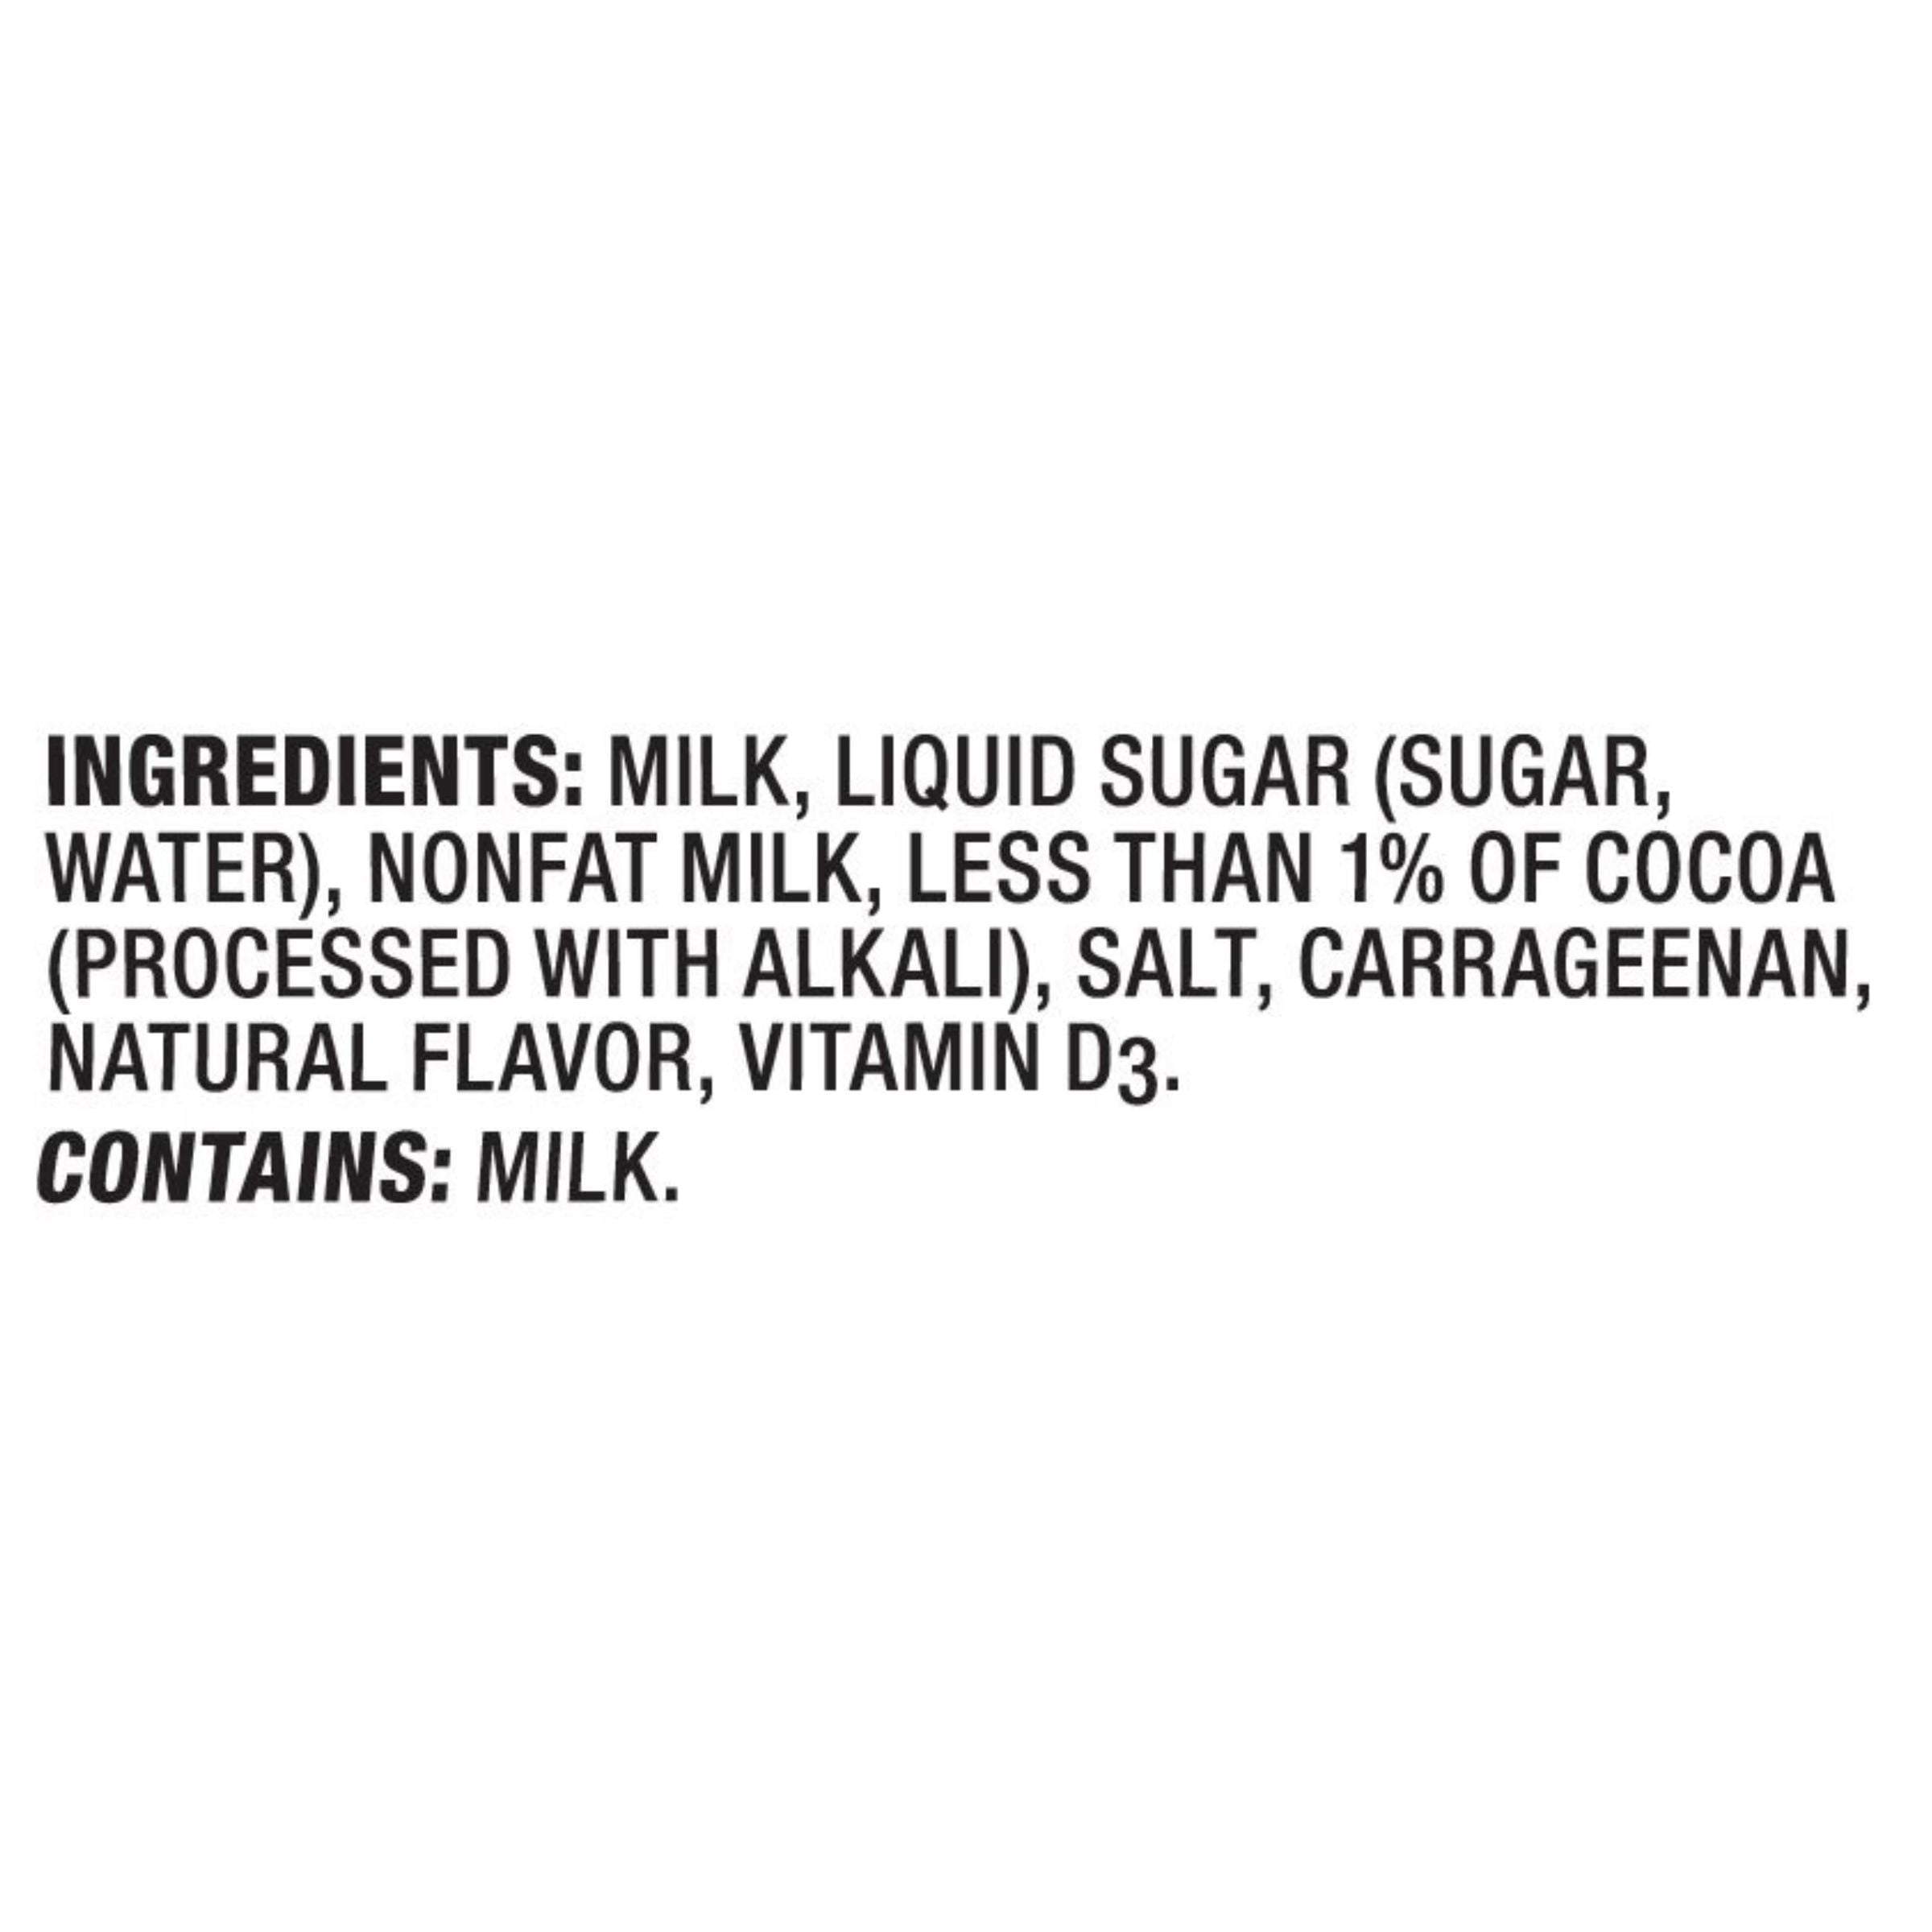 INGREDIENTS: MILK, LIQUID SUGAR (SUGAR,
WATER), NONFAT MILK, LESS THAN 1% OF COCOA
(PROCESSED WITH ALKALI), SALT, CARRAGEENAN,
NATURAL FLAVOR, VITAMIN D3.
CONTAINS: MILK.